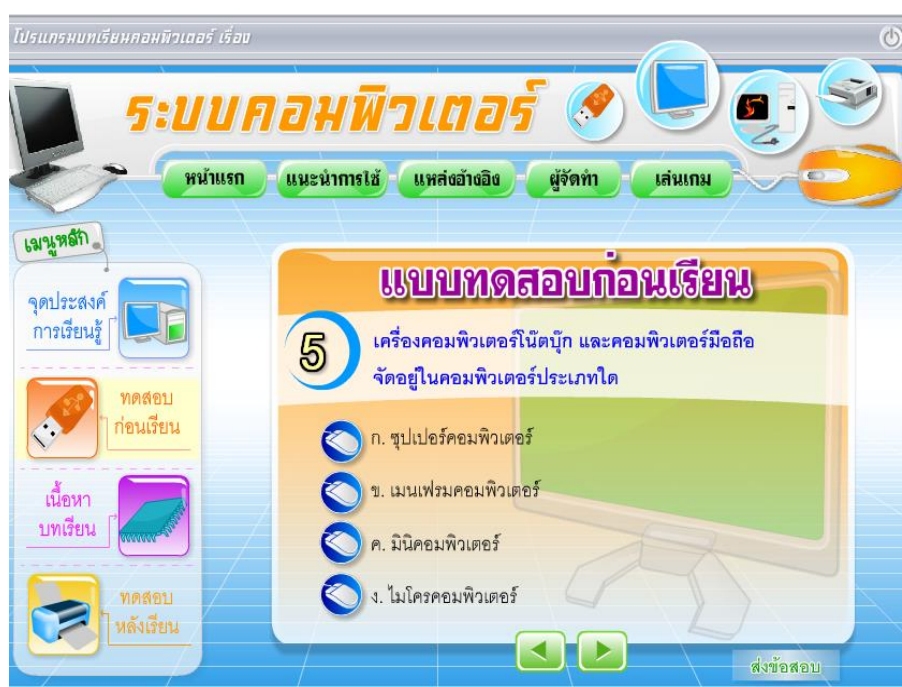 โปรแกรมบทเรียนคอมพิวเตอร์ เรื่อง
ระบบคอมพิวเตอร์
หน้าแรก
แนะนำการใช้
แหล่งอ้างอิง
ผู้จัดทำ
เล่นเกม
เมนูหลัก
จุดประสงค์
การเรียนรู้
ทดสอบ
ก่อนเรียน
เนื้อหา
บทเรียน
ทดสอบ
หลังเรียน
แบบทดสอบก่อนเรียน
5
เครื่องคอมพิวเตอร์โน๊ตบุ๊ก และคอมพิวเตอร์มือถือ
จัดอยู่ในคอมพิวเตอร์ประเภทใด
ก. ซุปเปอร์คอมพิวเตอร์
ข. เมนเฟรมคอมพิวเตอร์
ค. มินิคอมพิวเตอร์
ง. ไมโครคอมพิวเตอร์
ส่งข้อสอบ